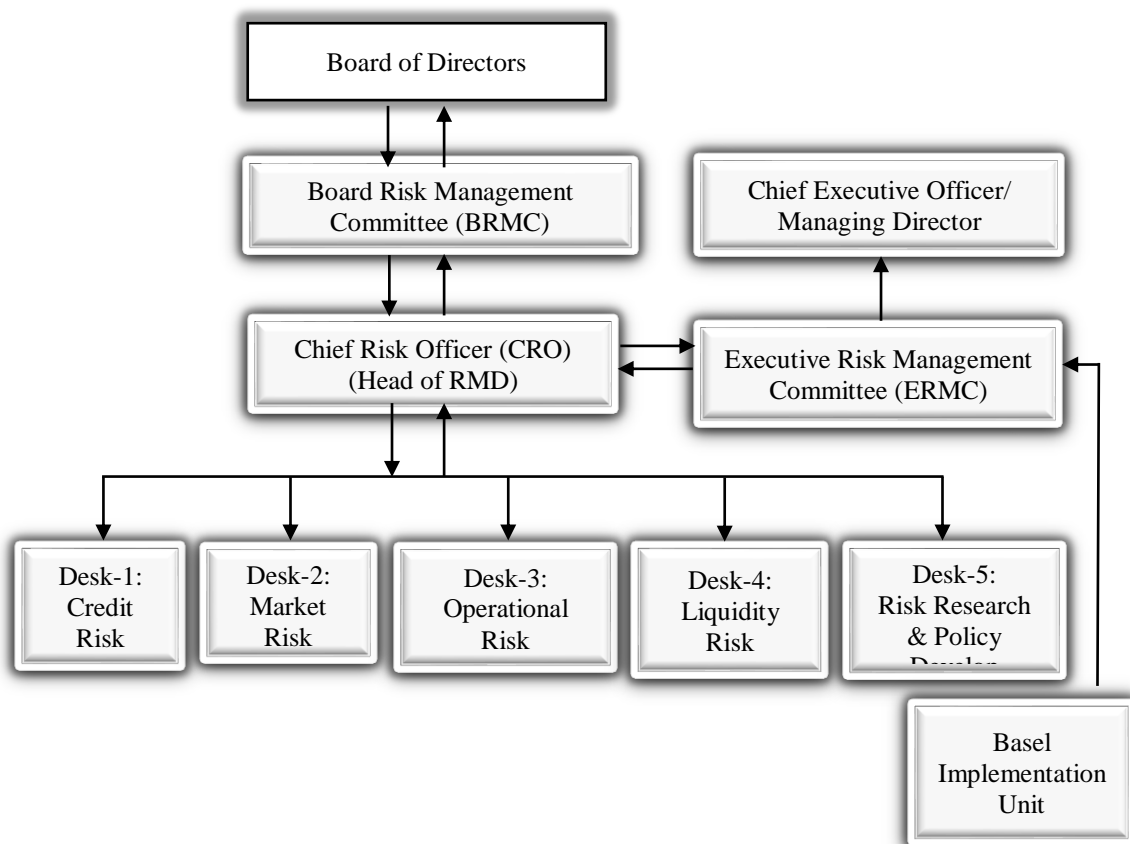 Board of Directors
Board Risk Management
Committee (BRMC)
Chief Executive Officer/
Managing Director
Chief Risk Officer (CRO)
(Head of RMD)
Executive Risk Management
Committee (ERMC)
Desk-1:
Credit
Risk
Desk-2:
Market
Risk
Desk-3:
Operational
Risk
Desk-4:
Liquidity
Risk
Desk-5:
Risk Research
& Policy
Basel
Implementation
Unit